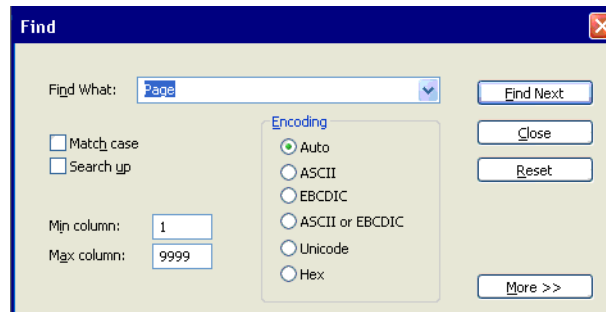 Find
Find What: Page
Find Next
Close
Reset
Match case
Search up
Encoding
Auto
ASCII
EBCDIC
ASCII or EBCDIC
Unicode
Hex
Min column: 1
Max column: 9999
More >>